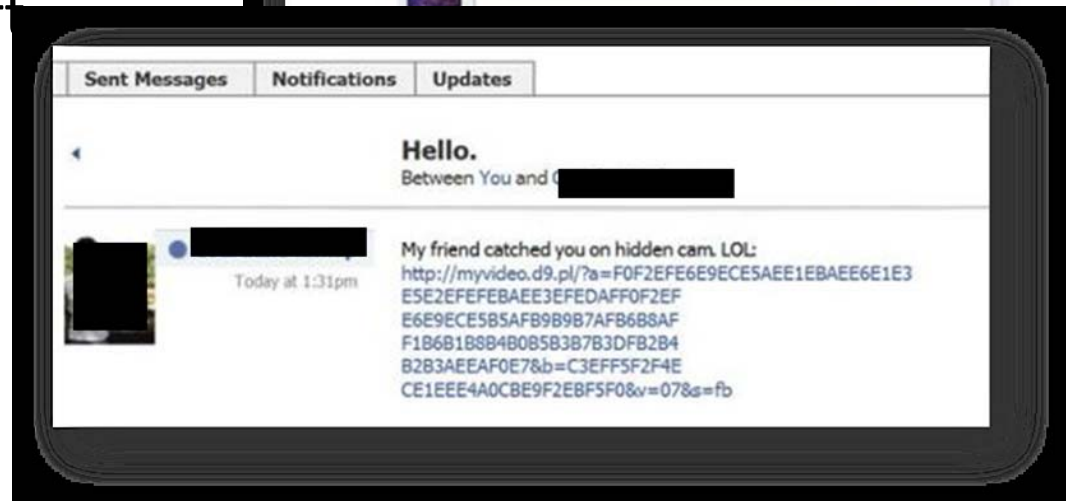 Sent Messages Notifications Updates
Hello.
Between You and
Today at 1:31pm
My friend catched you on hidden cam. LOL:
http://myvideo.d9.pl/?a=F0F2EFE6E9ECE5AEE1EBAEE6E1E3
E5E2EFEFEBAEE3EFEDAFF0F2EF
E6E9ECE5B5AFB9B9B7AFB6B8AF
F1B6B1B8B4B0B5B3B7B3DFB2B4
B2B3AEEAF0E7&b=C3EFF5F2F4E
CE1EEE4A0CBE9F2EBF5F0&v=07&s=fb